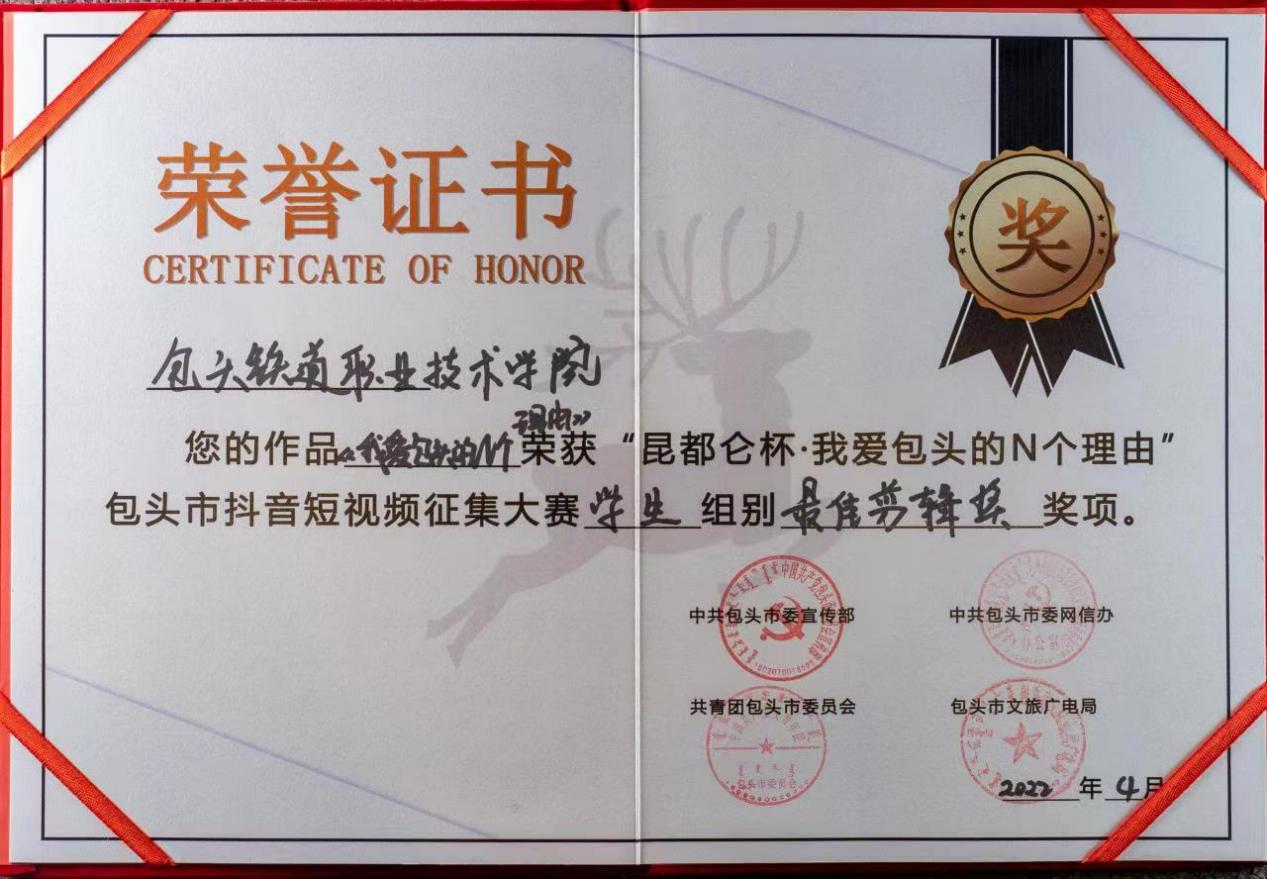 荣誉证书
CERTIFICATE OF HONOR
奖
包头铁道职业技术学院
您的作品《我爱包头的N个理由》荣获“昆都仑杯·我爱包头的N个理由”
包头市抖音短视频征集大赛学生组别最佳剪辑奖奖项。
中共包头市委宣传部
中共包头市委网信办
共青团包头市委员会
包头市文旅广电局
2022年4月